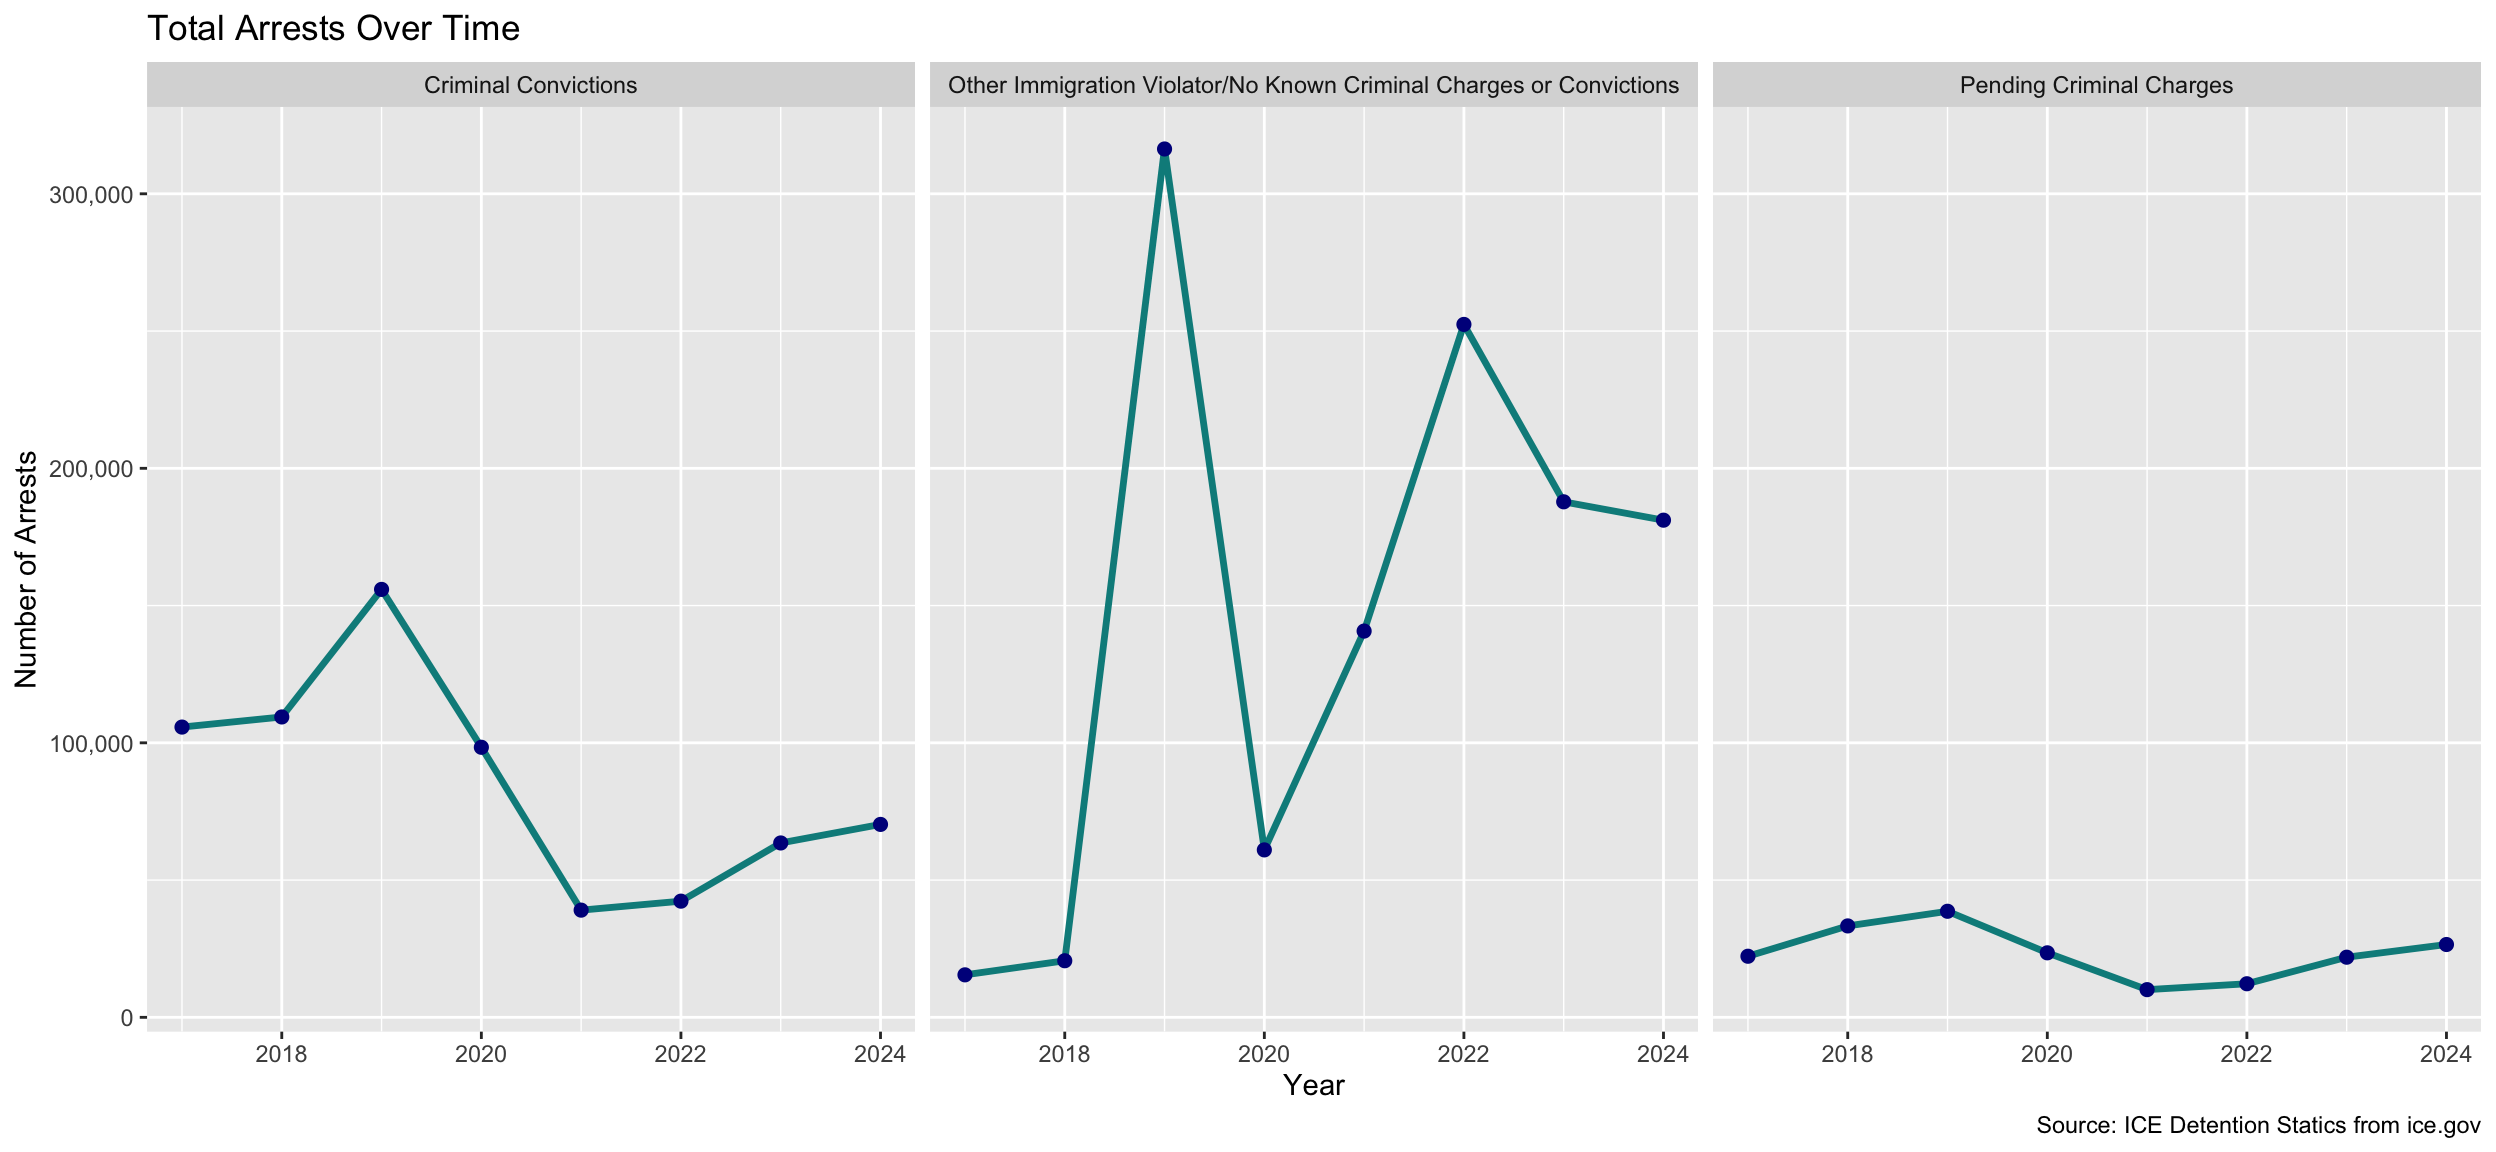 Total Arrests Over Time
Criminal Convictions
Other Immigration Violator/No Known Criminal Charges or Convictions
Pending Criminal Charges
Number of Arrests
300,000
200,000
100,000
0
2018 2020 2022 2024
2018 2020 2022 2024
2018 2020 2022 2024
Year
Source: ICE Detention Statics from ice.gov